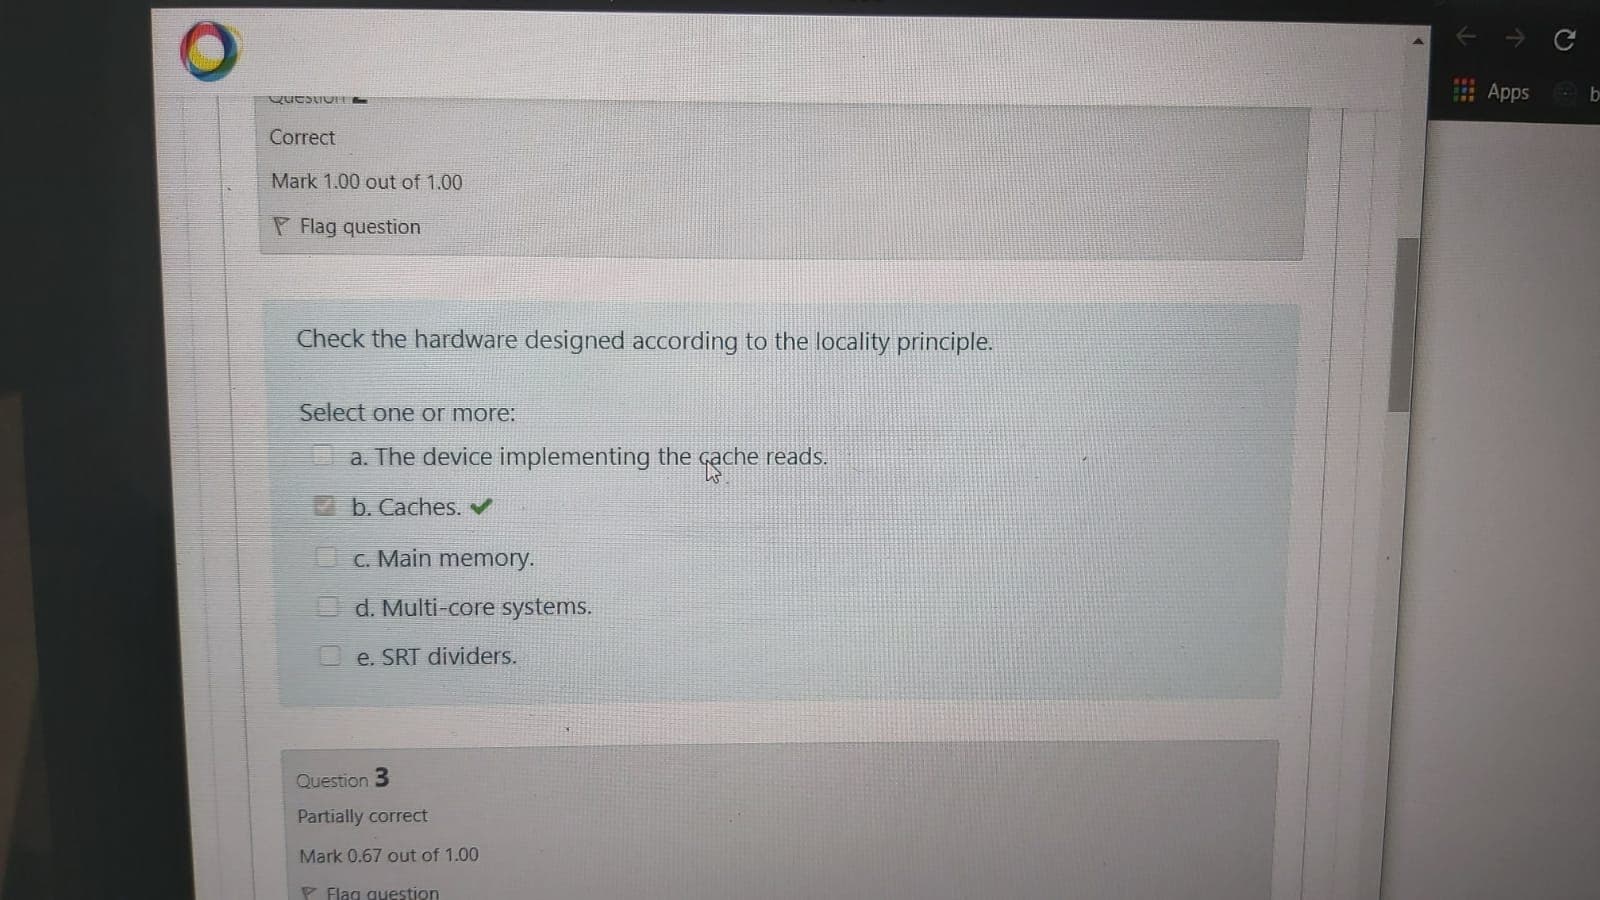 Question 2
Correct
Mark 1.00 out of 1.00
Flag question
Check the hardware designed according to the locality principle.
Select one or more:
a. The device implementing the cache reads.
b. Caches.
c. Main memory.
d. Multi-core systems.
e. SRT dividers.
Question 3
Partially correct
Mark 0.67 out of 1.00
Flag question
Apps
b